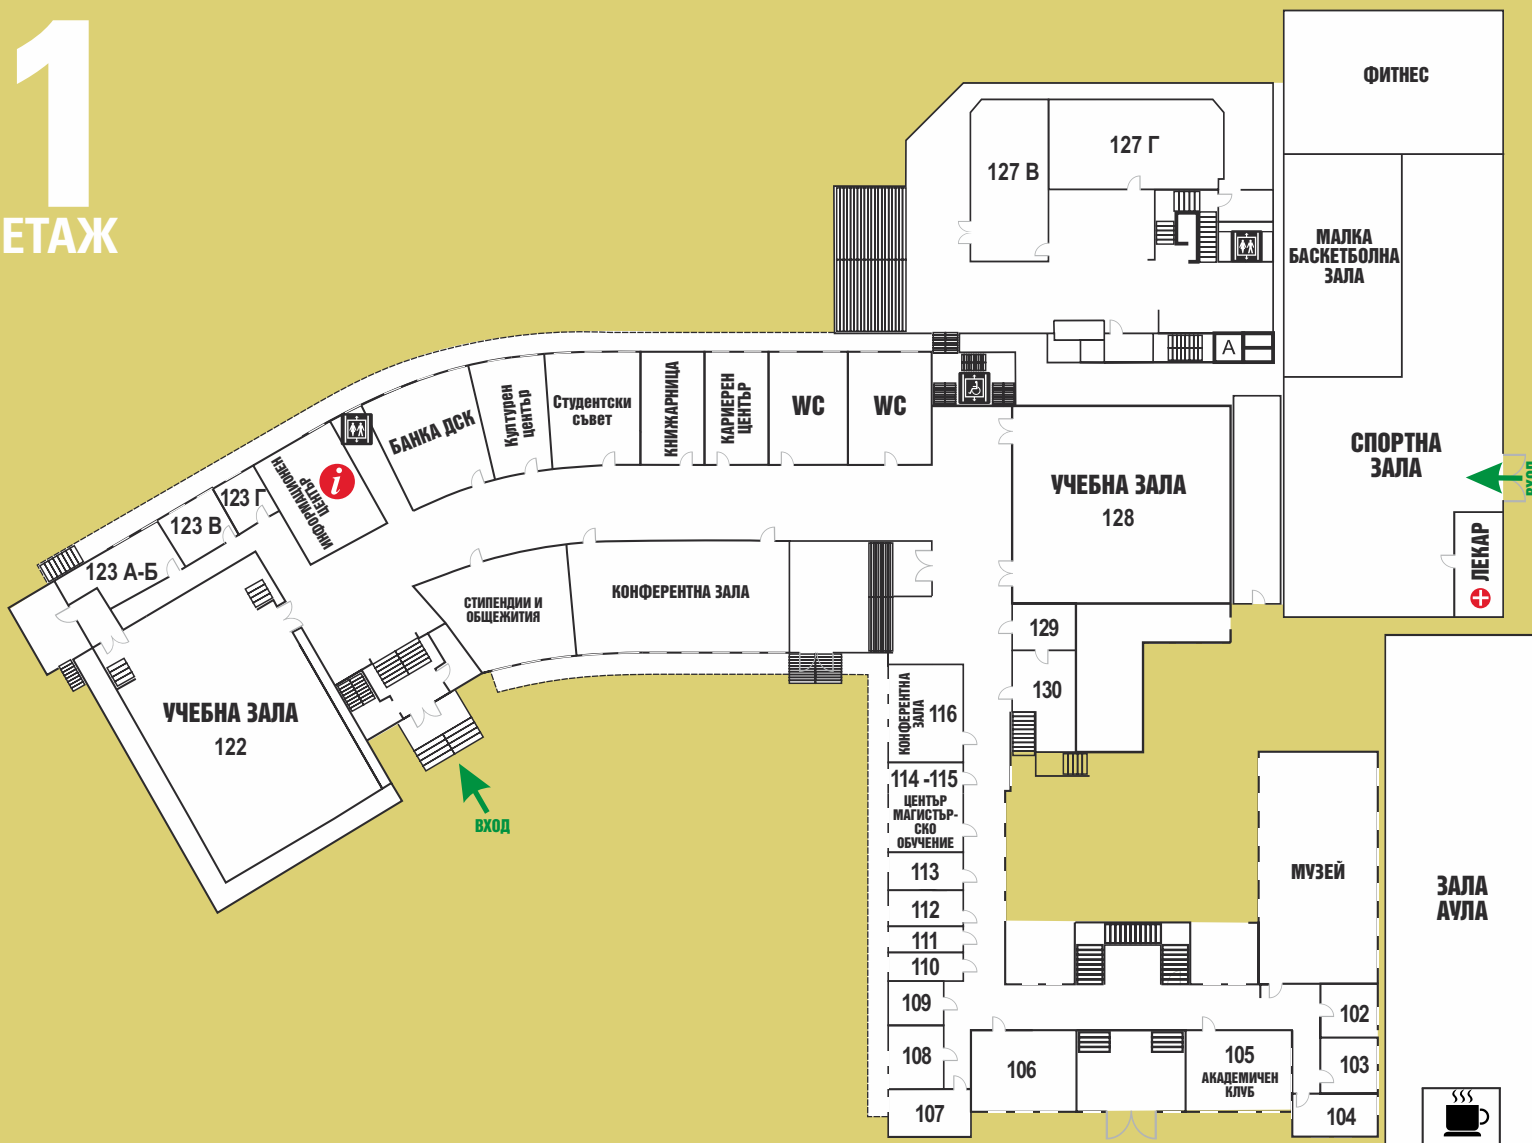 1
ЕТАЖ
ФИТНЕС
127 Г
127 В
МАЛКА
БАСКЕТБОЛНА
ЗАЛА
А
СПОРТНА
ЗАЛА
ВХОД
ЛЕКАР
БАНКА ДСК
Културен
център
Студентски
съвет
КНИЖАРНИЦА
КАРИЕРЕН
ЦЕНТЪР
WC
WC
УЧЕБНА ЗАЛА
128
ИНФОРМАЦИОНЕН
ЦЕНТЪР
i
123 Г
123 В
123 А-Б
СТИПЕНДИИ И
ОБЩЕЖИТИЯ
КОНФЕРЕНТНА ЗАЛА
129
130
УЧЕБНА ЗАЛА
122
ВХОД
КОНФЕРЕНТНА
ЗАЛА
116
114 -115
ЦЕНТЪР
МАГИСТЪР-
СКО
ОБУЧЕНИЕ
113
112
111
110
109
108
107
106
105
АКАДЕМИЧЕН
КЛУБ
МУЗЕЙ
102
103
104
ЗАЛА
АУЛА